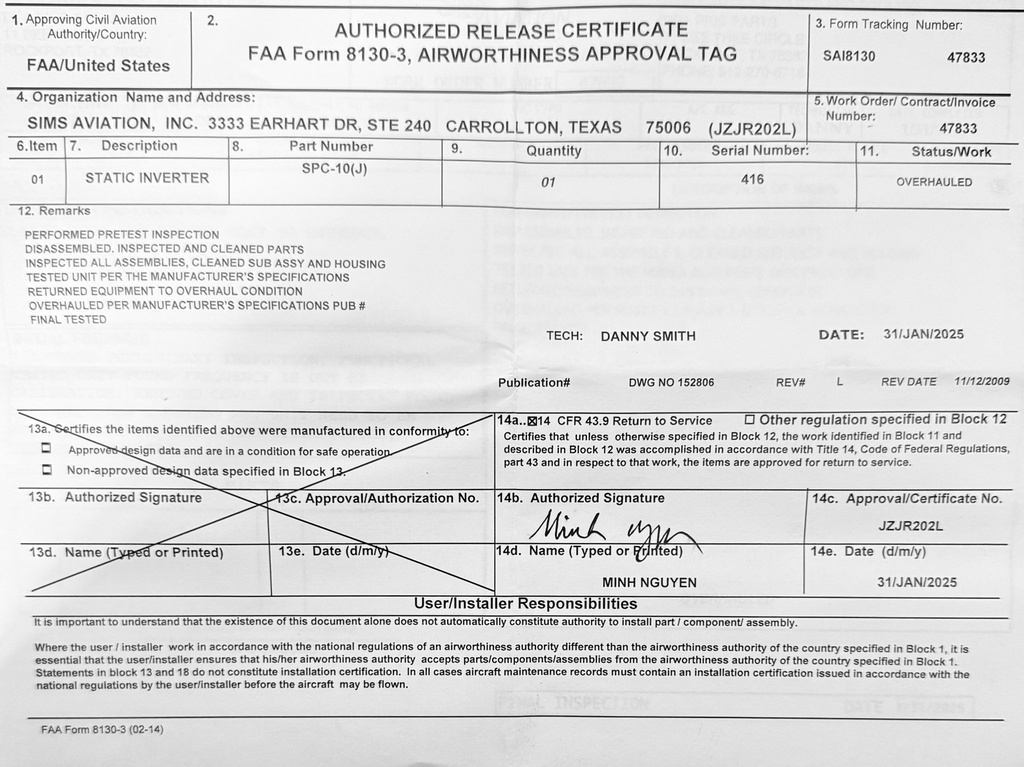 1. Approving Civil Aviation Authority/Country:
FAA/United States
2.
AUTHORIZED RELEASE CERTIFICATE
FAA Form 8130-3, AIRWORTHINESS APPROVAL TAG
3. Form Tracking Number:
SAI8130 47833
4. Organization Name and Address:
SIMS AVIATION, INC. 3333 EARHART DR, STE 240 CARROLLTON, TEXAS 75006 (JZJR202L)
5. Work Order/ Contract/Invoice
Number:
47833
6.Item 7. Description 8. Part Number 9. Quantity 10. Serial Number: 11. Status/Work
01 STATIC INVERTER SPC-10(J) 01 416 OVERHAULED
12. Remarks
PERFORMED PRETEST INSPECTION
DISASSEMBLED, INSPECTED AND CLEANED PARTS
INSPECTED ALL ASSEMBLIES, CLEANED SUB ASSY AND HOUSING
TESTED UNIT PER THE MANUFACTURER'S SPECIFICATIONS
RETURNED EQUIPMENT TO OVERHAUL CONDITION
OVERHAULED PER MANUFACTURER'S SPECIFICATIONS PUB #
FINAL TESTED
TECH: DANNY SMITH DATE: 31/JAN/2025
Publication# DWG NO 152806 REV# L REV DATE 11/12/2009
13a. Certifies the items identified above were manufactured in conformity to:
Approved design data and are in a condition for safe operation.
Non-approved design data specified in Block 13.
14a..☒14 CFR 43.9 Return to Service ☐ Other regulation specified in Block 12
Certifies that unless otherwise specified in Block 12, the work identified in Block 11 and
described in Block 12 was accomplished in accordance with Title 14, Code of Federal Regulations,
part 43 and in respect to that work, the items are approved for return to service.
13b. Authorized Signature
13c. Approval/Authorization No.
14b. Authorized Signature
Minh Nguyen
14c. Approval/Certificate No.
JZJR202L
13d. Name (Typed or Printed)
13e. Date (d/m/y)
14d. Name (Typed or Printed)
MINH NGUYEN
14e. Date (d/m/y)
31/JAN/2025
User/Installer Responsibilities
It is important to understand that the existence of this document alone does not automatically constitute authority to install part / component/ assembly.
Where the user / installer work in accordance with the national regulations of an airworthiness authority different than the airworthiness authority of the country specified in Block 1, it is
essential that the user/installer ensures that his/her airworthiness authority accepts parts/components/assemblies from the airworthiness authority of the country specified in Block 1.
Statements in block 13 and 18 do not constitute installation certification. In all cases aircraft maintenance records must contain an installation certification issued in accordance with the
national regulations by the user/installer before the aircraft may be flown.
FAA Form 8130-3 (02-14)